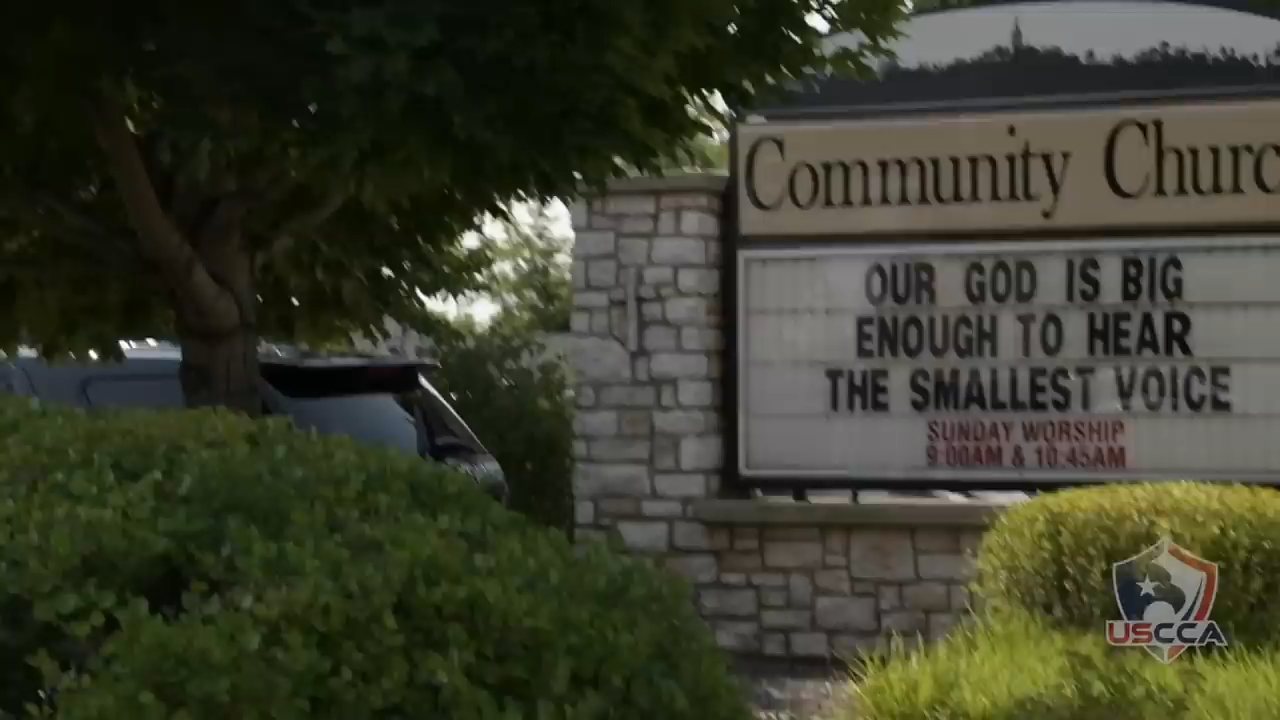 Community Churc
OUR GOD IS BIG
ENOUGH TO HEAR
THE SMALLEST VOICE
SUNDAY WORSHIP
9:00AM & 10:45AM
USCCA